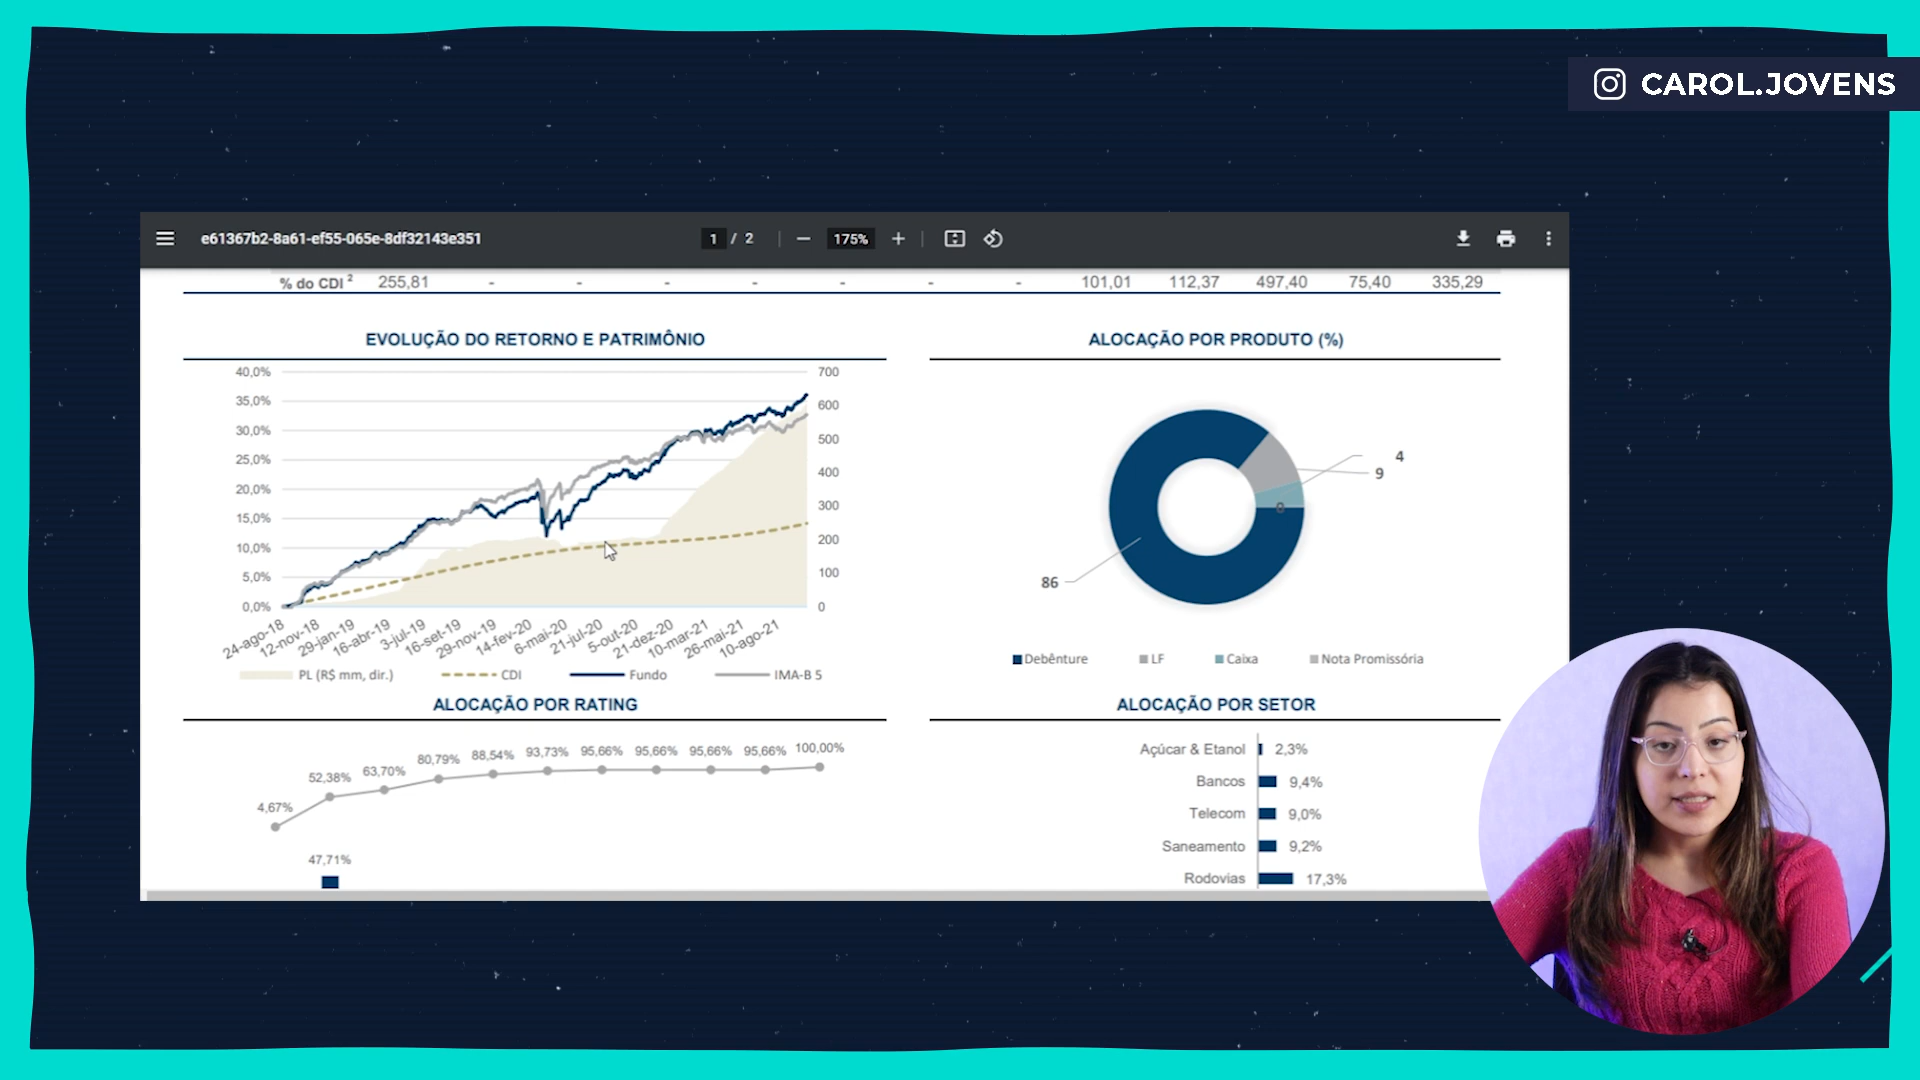 CAROL.JOVENS
e61367b2-8a61-ef55-065e-8df32143e351
1 / 2
175%
% do CDI 2 255,81 - - - - - - - 101,01 112,37 497,40 75,40 335,29
EVOLUÇÃO DO RETORNO E PATRIMÔNIO
40,0%
35,0%
30,0%
25,0%
20,0%
15,0%
10,0%
5,0%
0,0%
700
600
500
400
300
200
100
0
24-ago-18
12-nov-18
29-jan-19
16-abr-19
3-jul-19
16-set-19
29-nov-19
14-fev-20
6-mai-20
21-jul-20
5-out-20
21-dez-20
10-mar-21
26-mai-21
10-ago-21
PL (R$ mm, dir.) CDI Fundo IMA-B 5
ALOCAÇÃO POR PRODUTO (%)
4
9
0
86
Debênture LF Caixa Nota Promissória
ALOCAÇÃO POR RATING
4,67% 52,38% 63,70% 80,79% 88,54% 93,73% 95,66% 95,66% 95,66% 95,66% 100,00%
47,71%
ALOCAÇÃO POR SETOR
Açúcar & Etanol 2,3%
Bancos 9,4%
Telecom 9,0%
Saneamento 9,2%
Rodovias 17,3%